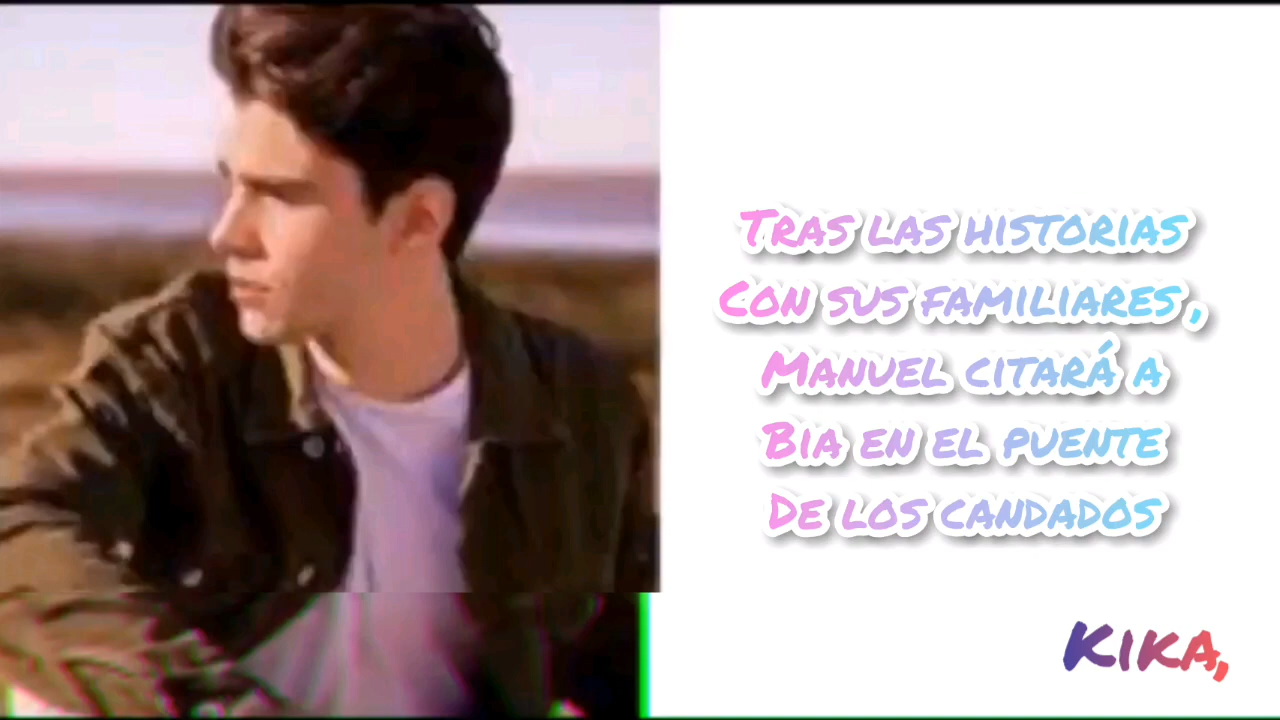 Tras las historias
Con sus familiares ,
Manuel citará a
Bia en el puente
De los candados
Kika,